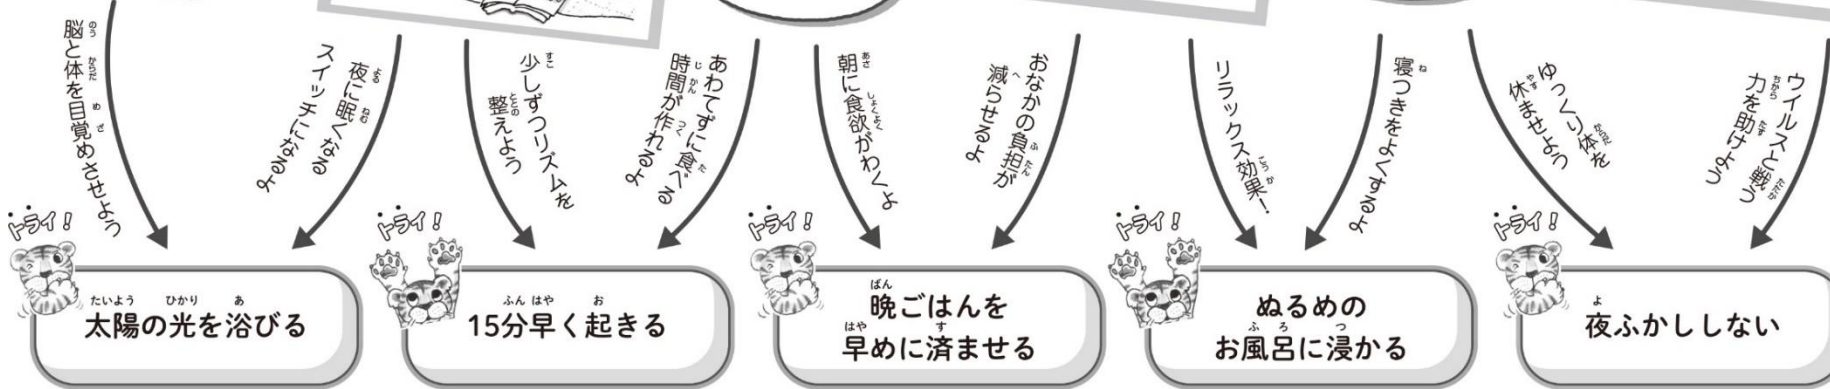 脳と体を目覚めさせよう
夜に眠くなる
スイッチになるよ
少しずつリズムを
整えよう
あわてずに食べる
時間が作れるよ
朝に食欲がわくよ
おなかの負担が
減らせるよ
リラックス効果!
寝つきをよくするよ
ゆっくり体を
休ませよう
ウイルスと戦う
力を助けよう
トライ!
太陽の光を浴びる
トライ!
15分早く起きる
トライ!
晩ごはんを
早めに済ませる
トライ!
ぬるめの
お風呂に浸かる
トライ!
夜ふかししない